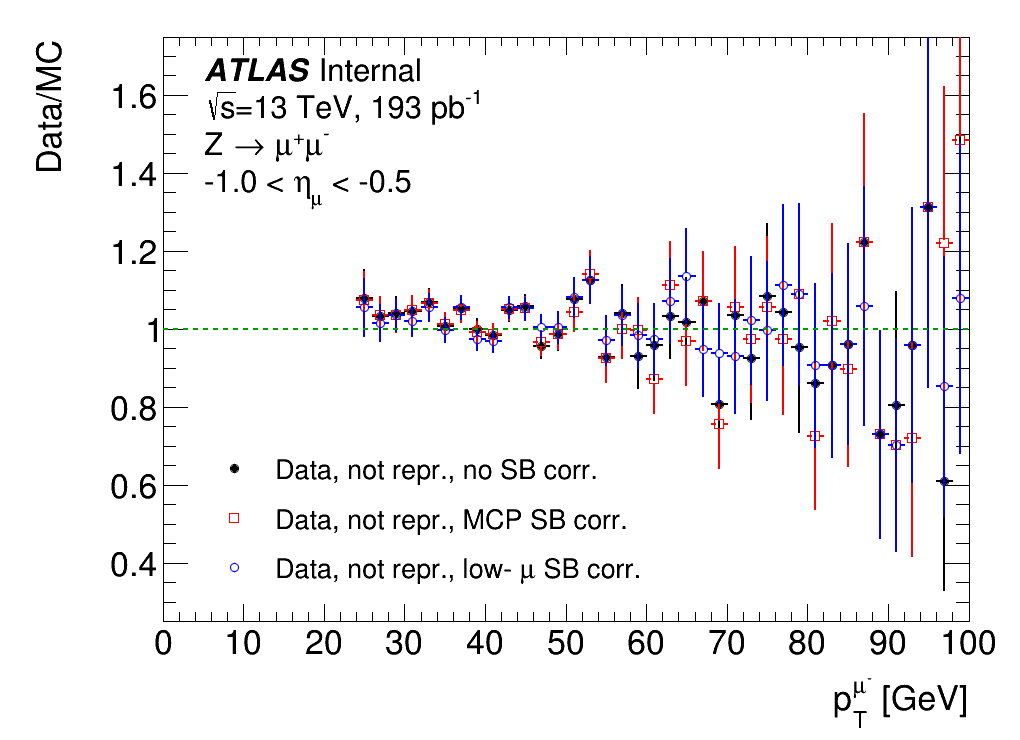 Data/MC
ATLAS Internal
√s=13 TeV, 193 pb⁻¹
Z → μ⁺μ⁻
-1.0 < η_μ < -0.5
1.6
1.4
1.2
1
0.8
0.6
0.4
Data, not repr., no SB corr.
Data, not repr., MCP SB corr.
Data, not repr., low- μ SB corr.
0 10 20 30 40 50 60 70 80 90 100
p_T^μ⁻ [GeV]